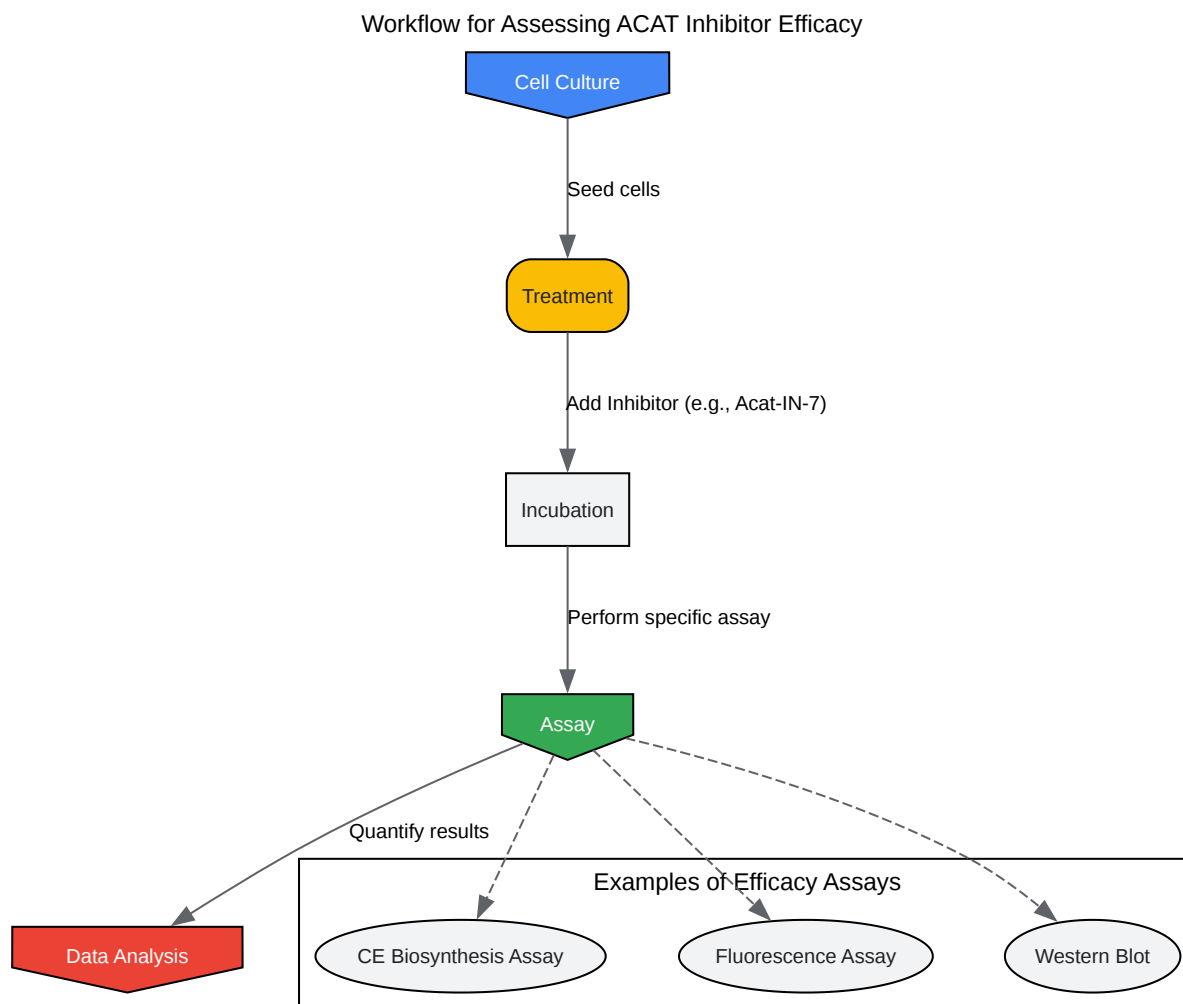 Workflow for Assessing ACAT Inhibitor Efficacy
Cell Culture
Seed cells
Treatment
Add Inhibitor (e.g., Acat-IN-7)
Incubation
Perform specific assay
Assay
Quantify results
Examples of Efficacy Assays
Data Analysis
CE Biosynthesis Assay
Fluorescence Assay
Western Blot